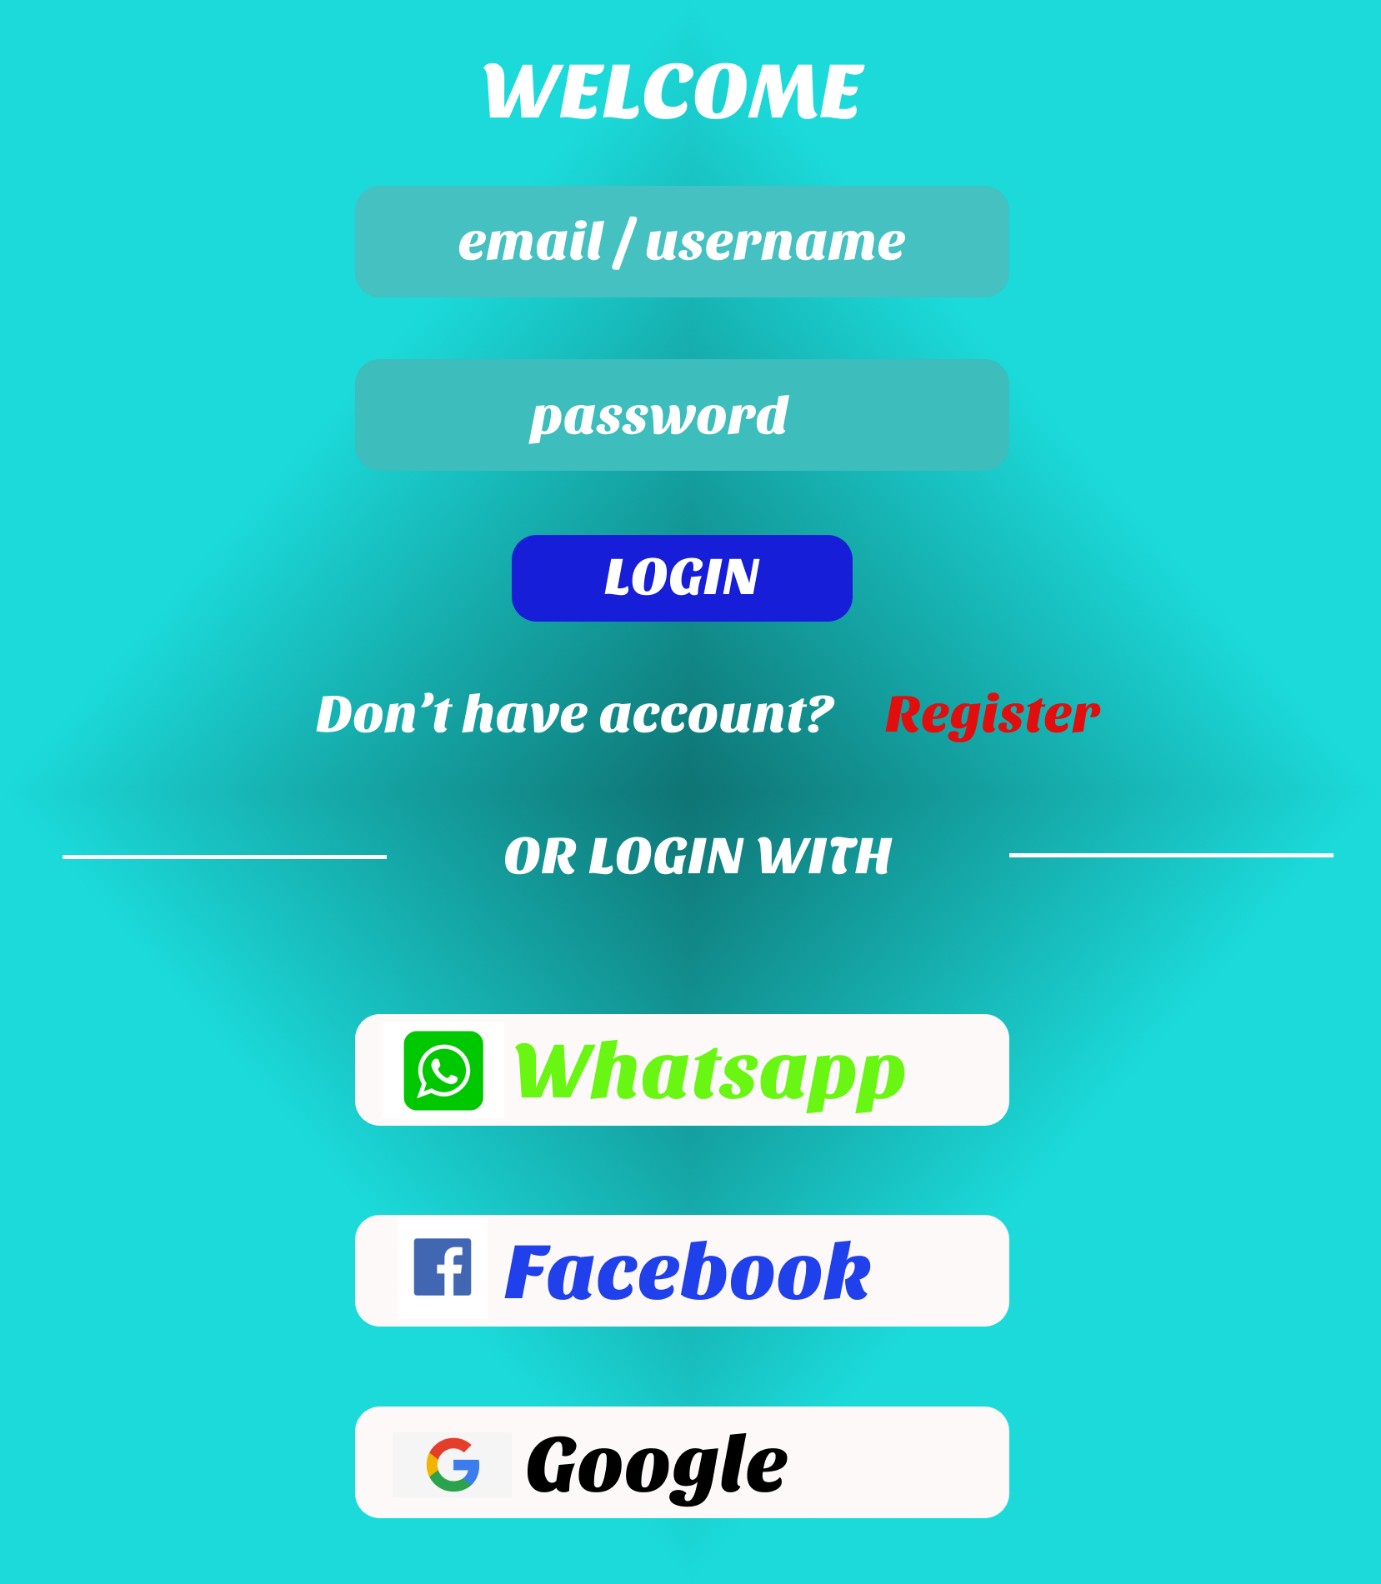 WELCOME
email / username
password
LOGIN
Don’t have account? Register
OR LOGIN WITH
Whatsapp
Facebook
Google